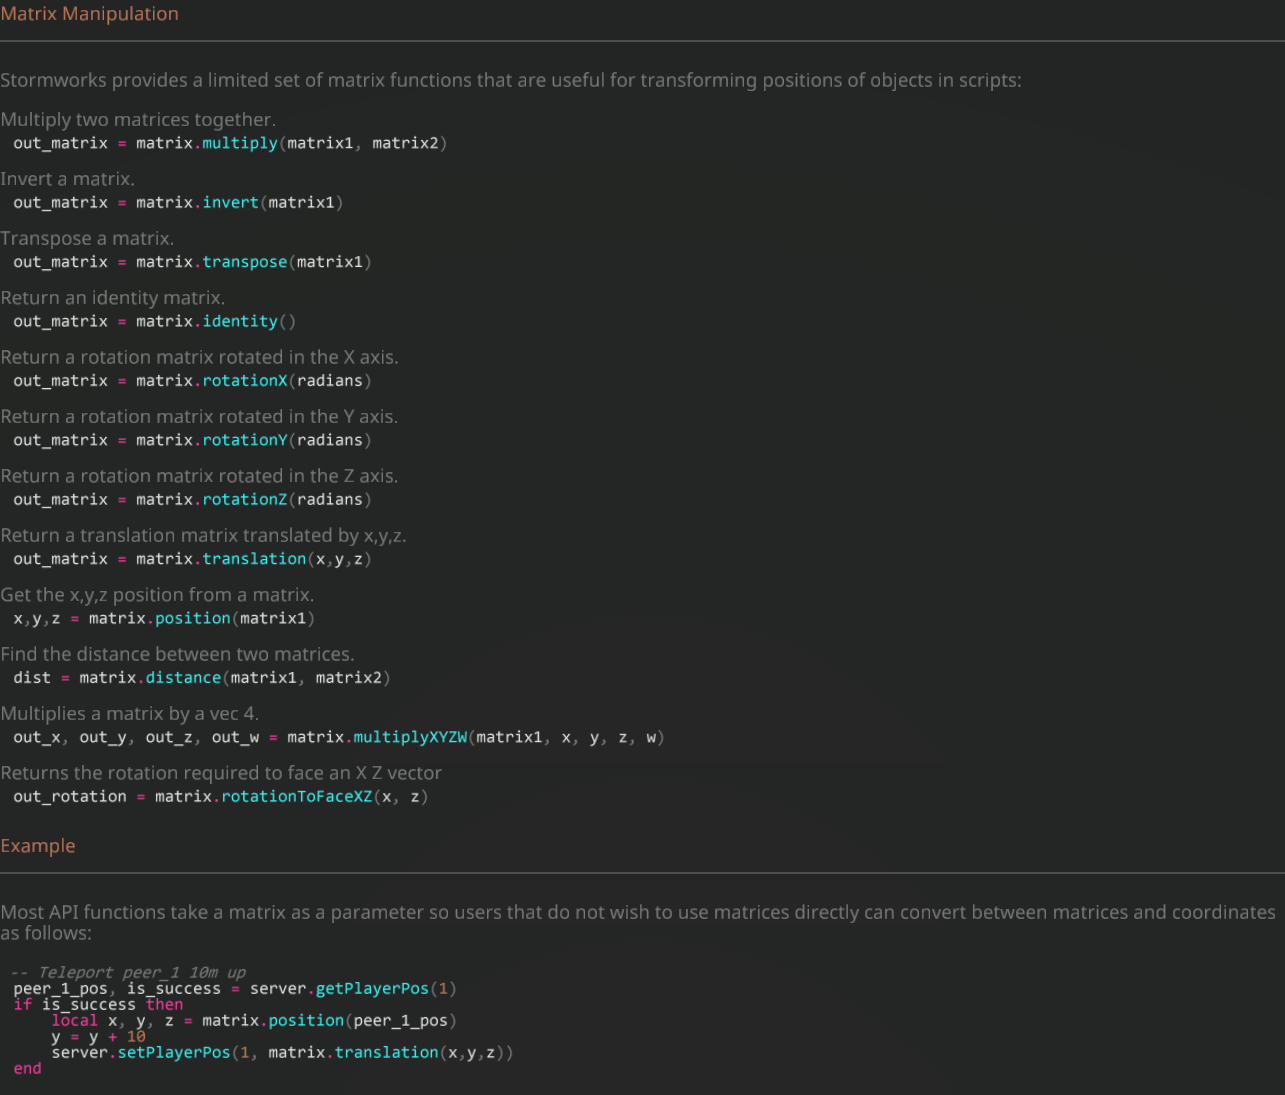 Matrix Manipulation
Stormworks provides a limited set of matrix functions that are useful for transforming positions of objects in scripts:
Multiply two matrices together.
out_matrix = matrix.multiply(matrix1, matrix2)
Invert a matrix.
out_matrix = matrix.invert(matrix1)
Transpose a matrix.
out_matrix = matrix.transpose(matrix1)
Return an identity matrix.
out_matrix = matrix.identity()
Return a rotation matrix rotated in the X axis.
out_matrix = matrix.rotationX(radians)
Return a rotation matrix rotated in the Y axis.
out_matrix = matrix.rotationY(radians)
Return a rotation matrix rotated in the Z axis.
out_matrix = matrix.rotationZ(radians)
Return a translation matrix translated by x,y,z.
out_matrix = matrix.translation(x,y,z)
Get the x,y,z position from a matrix.
x,y,z = matrix.position(matrix1)
Find the distance between two matrices.
dist = matrix.distance(matrix1, matrix2)
Multiplies a matrix by a vec 4.
out_x, out_y, out_z, out_w = matrix.multiplyXYZW(matrix1, x, y, z, w)
Returns the rotation required to face an X Z vector
out_rotation = matrix.rotationToFaceXZ(x, z)
Example
Most API functions take a matrix as a parameter so users that do not wish to use matrices directly can convert between matrices and coordinates
as follows:
-- Teleport peer_1 10m up
peer_1_pos, is_success = server.getPlayerPos(1)
if is_success then
local x, y, z = matrix.position(peer_1_pos)
y = y + 10
server.setPlayerPos(1, matrix.translation(x,y,z))
end